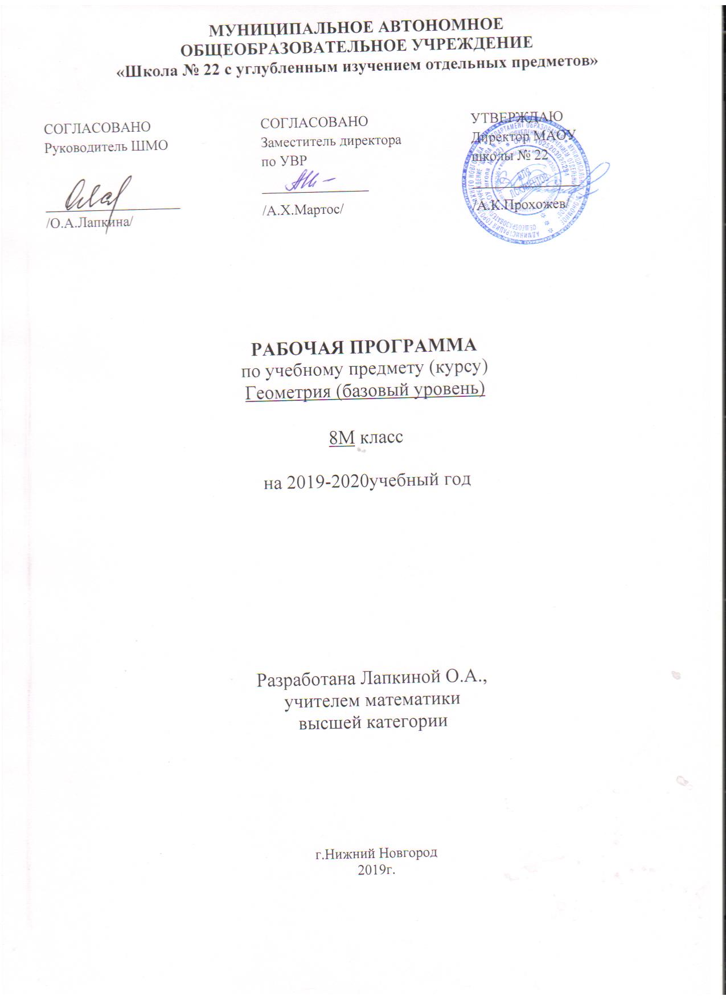 МУНИЦИПАЛЬНОЕ АВТОНОМНОЕ
ОБЩЕОБРАЗОВАТЕЛЬНОЕ УЧРЕЖДЕНИЕ
«Школа № 22 с углубленным изучением отдельных предметов»
СОГЛАСОВАНО
Руководитель ШМО
/О.А.Лапкина/
СОГЛАСОВАНО
Заместитель директора
по УВР
/А.Х.Мартос/
УТВЕРЖДАЮ
Директор МАОУ
школы № 22
/А.К.Прохожев/
ДЛЯ
ДОКУМЕНТОВ
РАБОЧАЯ ПРОГРАММА
по учебному предмету (курсу)
Геометрия (базовый уровень)
8М класс
на 2019-2020учебный год
Разработана Лапкиной О.А.,
учителем математики
высшей категории
г.Нижний Новгород
2019г.